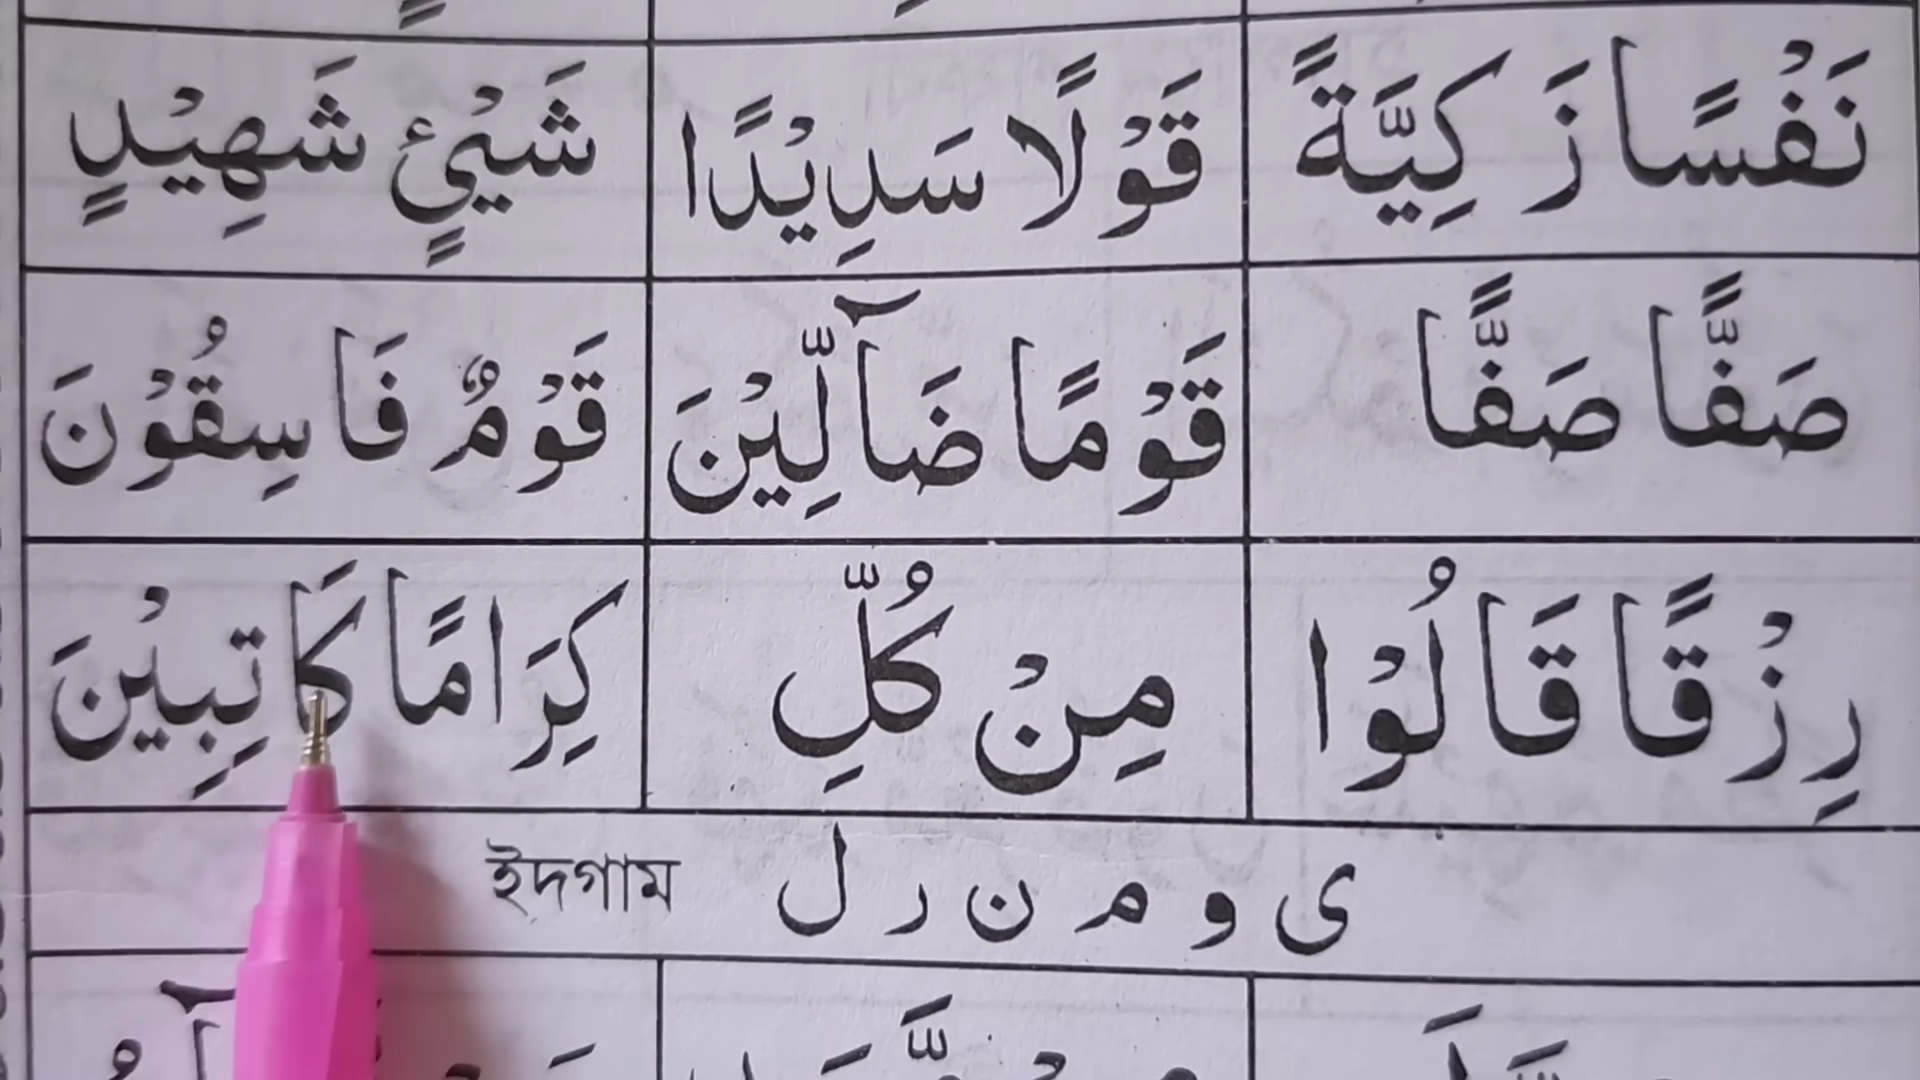 نَفْسًا زَكِيَّةً قَوْلًا سَدِيْدًا شَيْئٍ شَهِيْدٍ
صَفًّا صَفًّا قَوْمًا ضَآلِّيْنَ قَوْمٌ فَاسِقُوْنَ
رِزْقًا قَالُوْا مِنْ كُلِّ كِرَامًا كَاتِبِيْنَ
ى و م ن ر ل ইদগাম